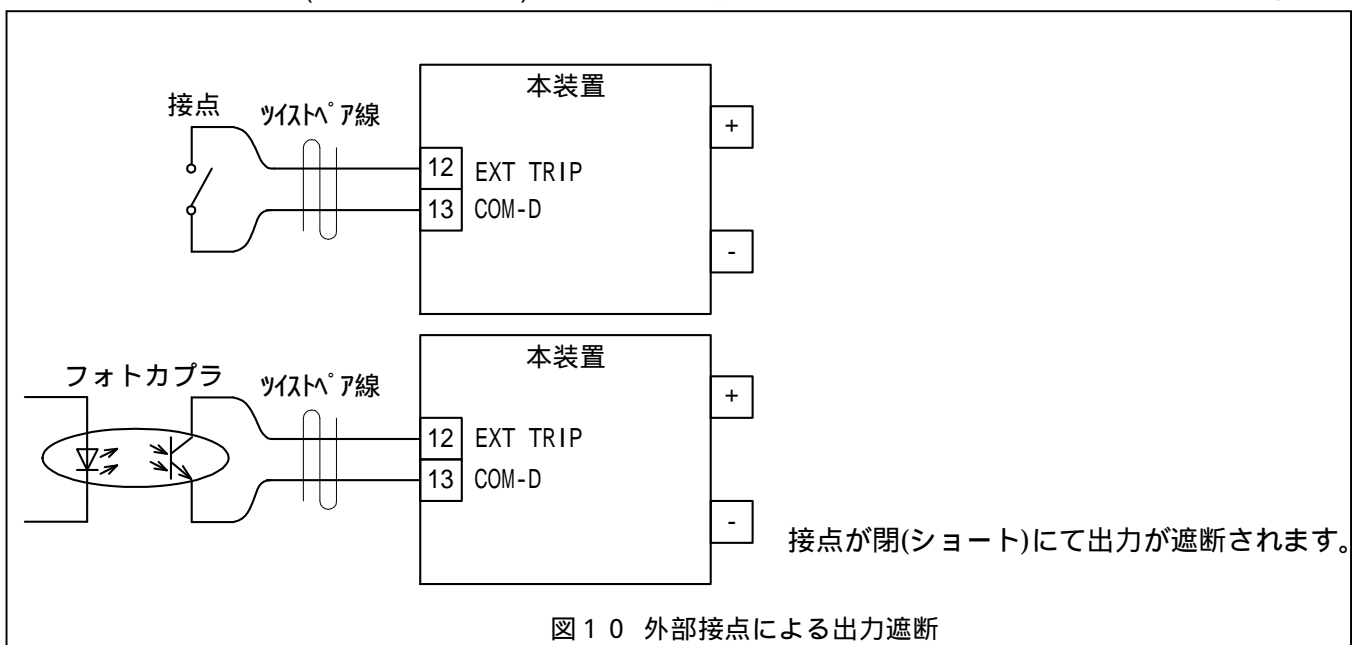 本装置
接点
ツイストペア線
+
12 EXT TRIP
13 COM-D
-
本装置
フォトカプラ
ツイストペア線
+
12 EXT TRIP
13 COM-D
-
接点が閉(ショート)にて出力が遮断されます。
図10 外部接点による出力遮断